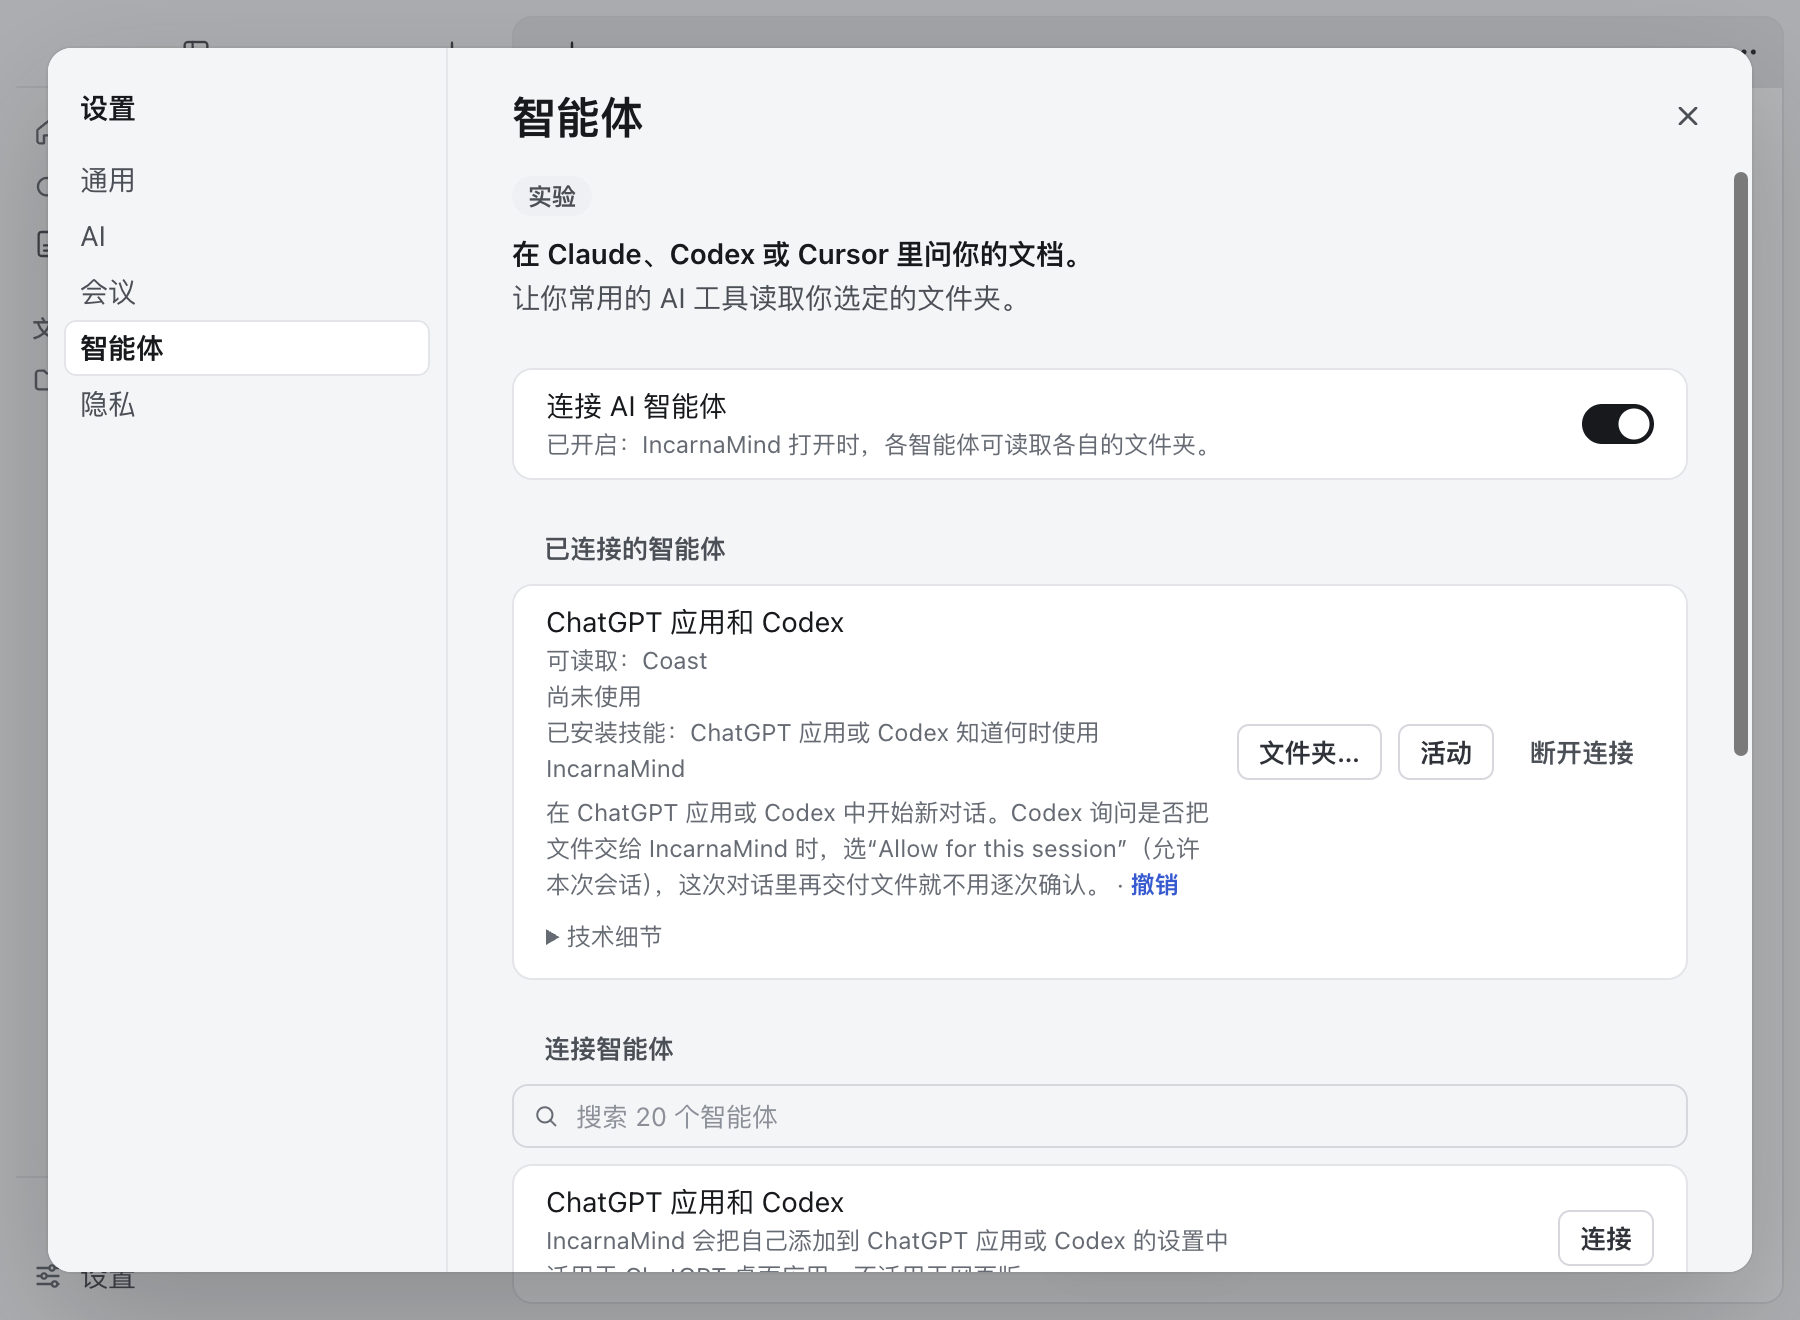 设置
通用
AI
会议
智能体
隐私
智能体
实验
在 Claude、Codex 或 Cursor 里问你的文档。
让你常用的 AI 工具读取你选定的文件夹。
连接 AI 智能体
已开启：IncarnaMind 打开时，各智能体可读取各自的文件夹。
已连接的智能体
ChatGPT 应用和 Codex
可读取：Coast
尚未使用
已安装技能：ChatGPT 应用或 Codex 知道何时使用
IncarnaMind
在 ChatGPT 应用或 Codex 中开始新对话。Codex 询问是否把
文件交给 IncarnaMind 时，选“Allow for this session”（允许
本次会话），这次对话里再交付文件就不用逐次确认。 · 撤销
技术细节
文件夹...
活动
断开连接
连接智能体
搜索 20 个智能体
ChatGPT 应用和 Codex
IncarnaMind 会把自己添加到 ChatGPT 应用或 Codex 的设置中
连接
设置